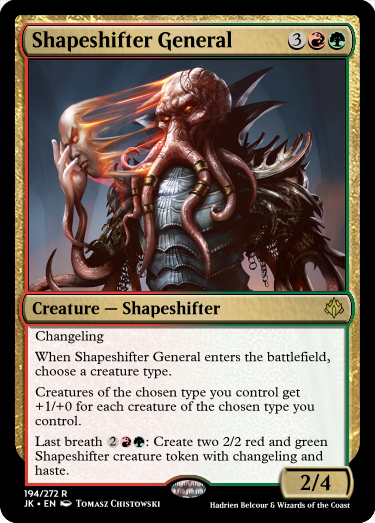 Shapeshifter General 3
Creature — Shapeshifter
Changeling
When Shapeshifter General enters the battlefield,
choose a creature type.
Creatures of the chosen type you control get
+1/+0 for each creature of the chosen type you
control.
Last breath 2: Create two 2/2 red and green
Shapeshifter creature token with changeling and
haste.
2/4
194/272 R
JK • EN Tomasz Chistowski
Hadrien Belcour & Wizards of the Coast